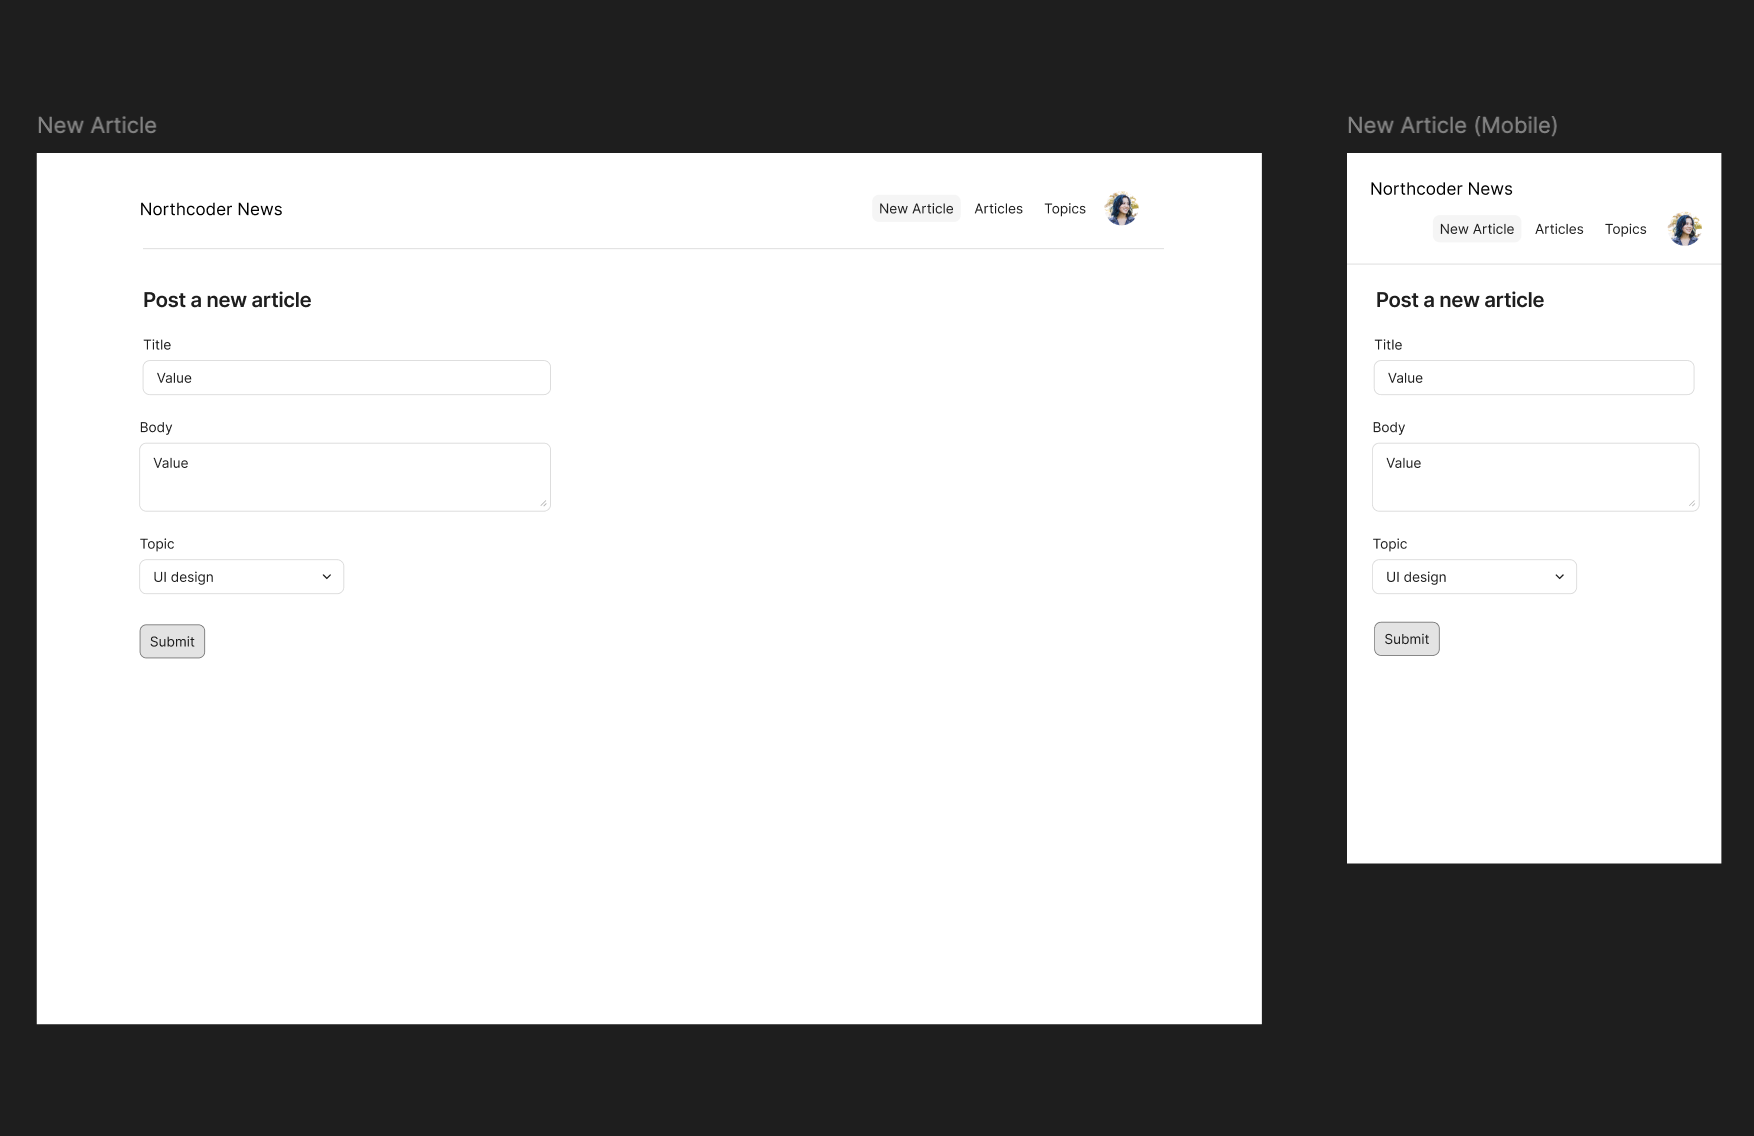 New Article
Northcoder News
New Article Articles Topics
Post a new article
Title
Value
Body
Value
Topic
UI design
Submit
New Article (Mobile)
Northcoder News
New Article Articles Topics
Post a new article
Title
Value
Body
Value
Topic
UI design
Submit